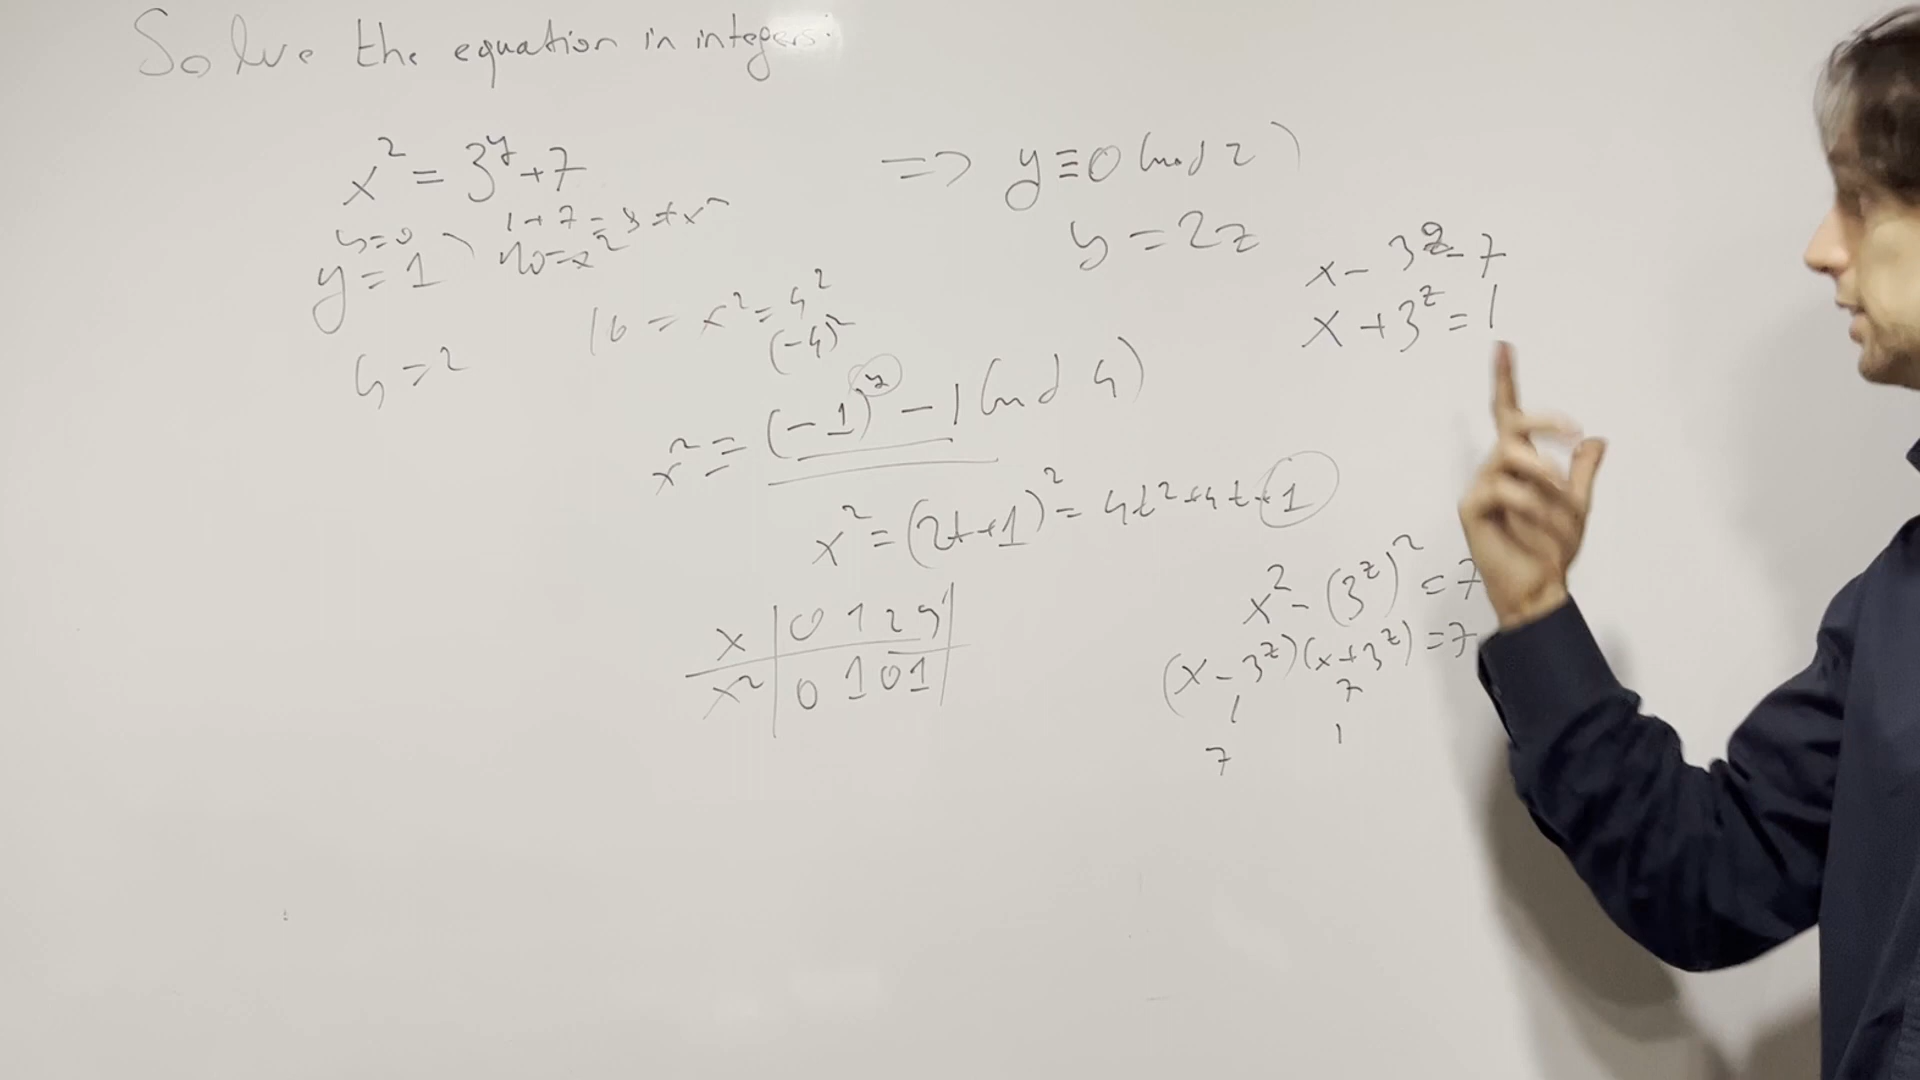 Solve the equation in integers:
x² = 3^y + 7
y = 0, 1 + 7 = 8 ≠ x²
y = 1 10 = x²
16 = x² = 4²
(-4)²
y = 2
x² ≡ (-1)^y - 1 (mod 4)
x² = (2t+1)² = 4t² + 4t + 1
x | 0 1 2 3
x² | 0 1 0 1
=> y ≡ 0 (mod 2)
y = 2z
x - 3^z = 7
x + 3^z = 1
x² - (3^z)² = 7
(x - 3^z)(x + 3^z) = 7
1 7
7 1